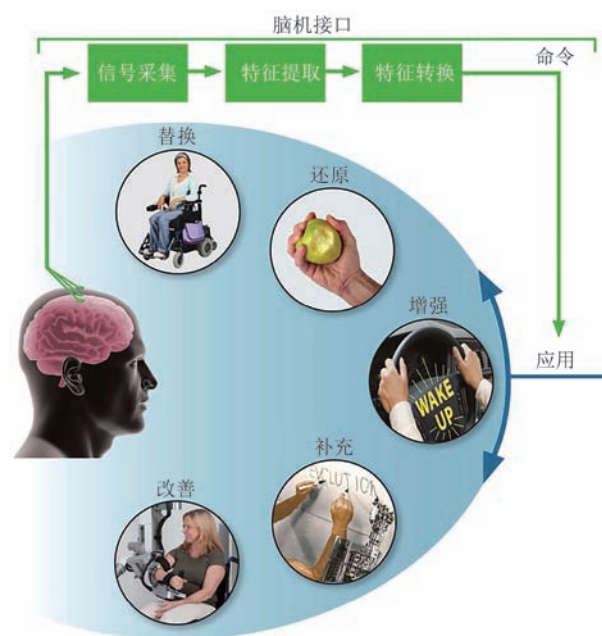 脑机接口
信号采集
特征提取
特征转换
命令
替换
还原
增强
WAKE
UP
应用
补充
EVOLUTION
改善